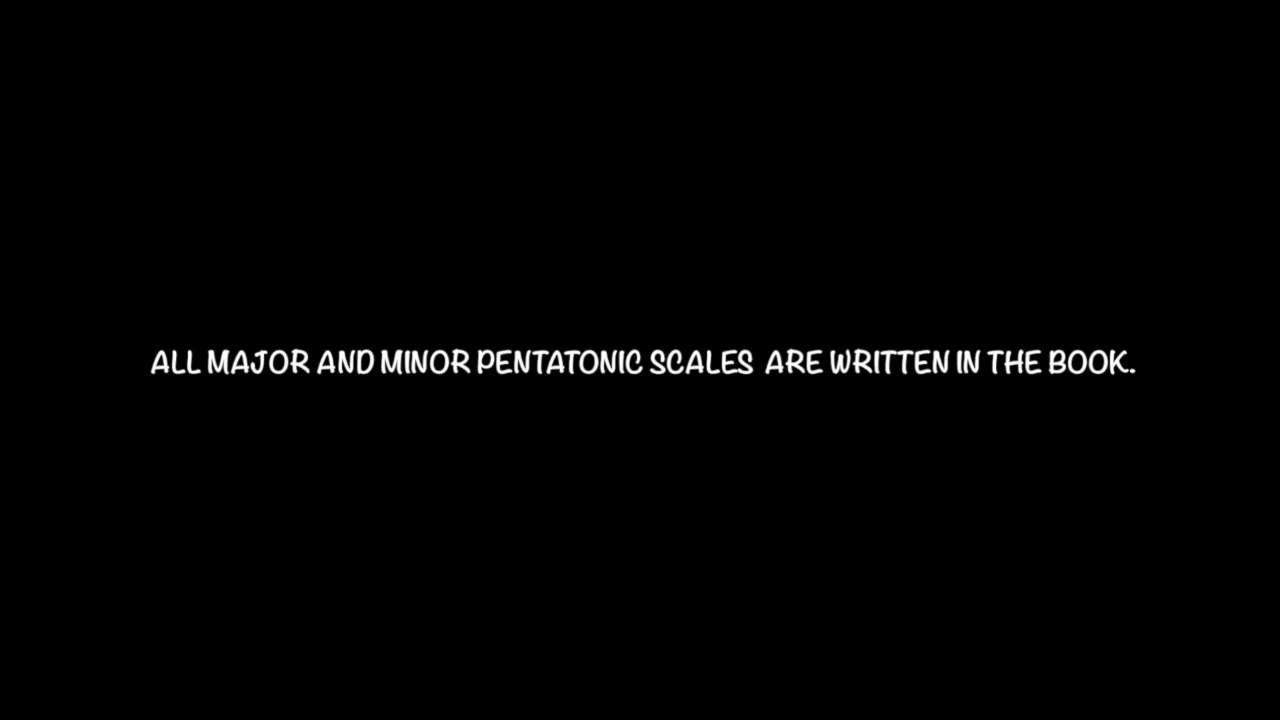 ALL MAJOR AND MINOR PENTATONIC SCALES  ARE WRITTEN IN THE BOOK.